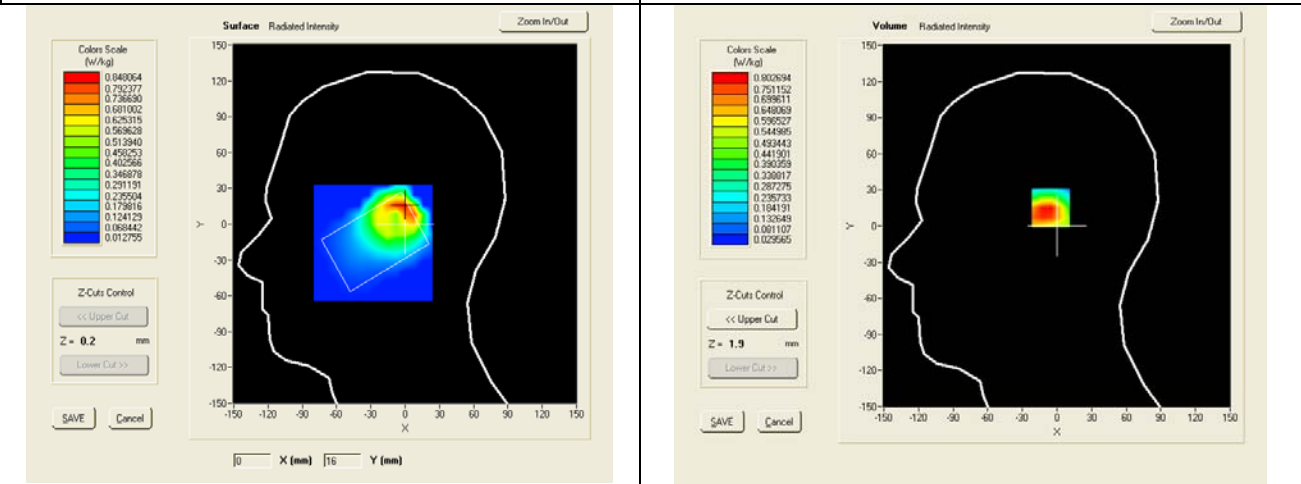 Surface Radiated Intensity
Zoom In/Out
Colors Scale
(W/kg)
0.848064
0.792377
0.736690
0.681002
0.625315
0.569628
0.513940
0.458253
0.402566
0.346878
0.291191
0.235504
0.179816
0.124129
0.068442
0.012755
Z-Cuts Control
<< Upper Cut
Z = 0.2 mm
Lower Cut >>
SAVE Cancel
150
120
90
60
30
0
-30
-60
-90
-120
-150
Y
-150 -120 -90 -60 -30 0 30 60 90 120 150
X
0 X (mm) 16 Y (mm)
Volume Radiated Intensity
Zoom In/Out
Colors Scale
(W/kg)
0.802694
0.751152
0.699611
0.648069
0.596527
0.544985
0.493443
0.441901
0.390359
0.338817
0.287275
0.235733
0.184191
0.132649
0.081107
0.029565
Z-Cuts Control
<< Upper Cut
Z = 1.9 mm
Lower Cut >>
SAVE Cancel
150
120
90
60
30
0
-30
-60
-90
-120
-150
Y
-150 -120 -90 -60 -30 0 30 60 90 120 150
X